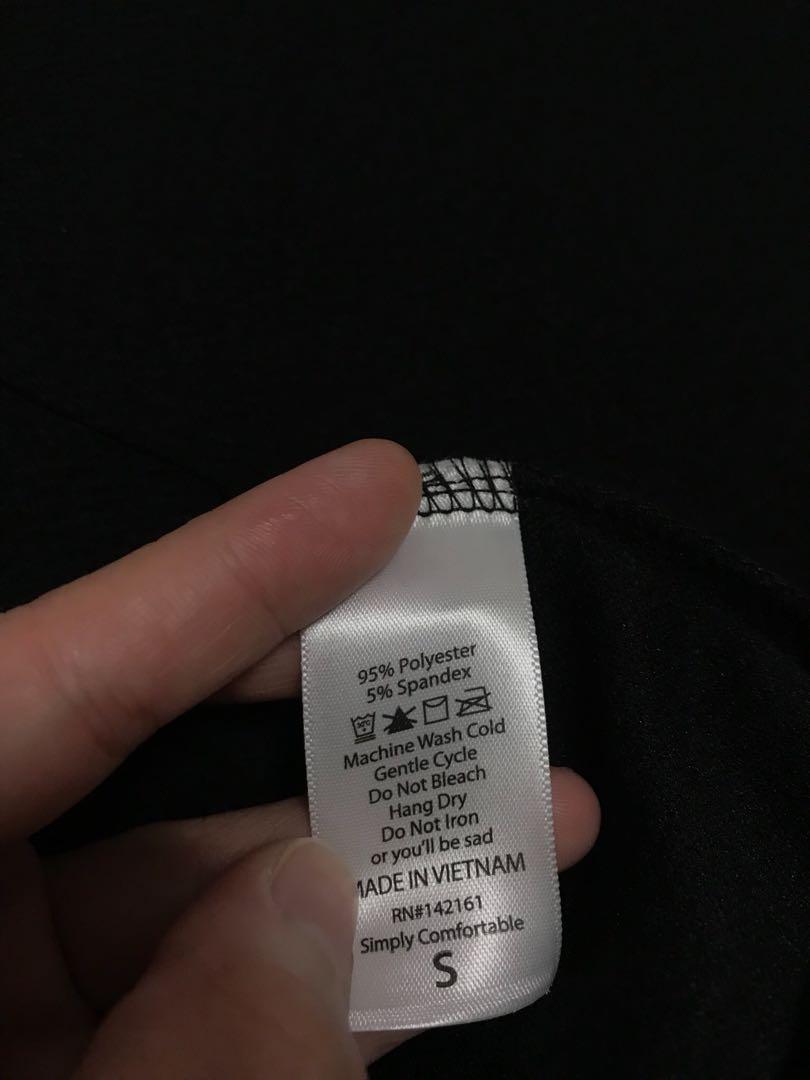 95% Polyester
5% Spandex
Machine Wash Cold
Gentle Cycle
Do Not Bleach
Hang Dry
Do Not Iron
or you'll be sad
MADE IN VIETNAM
RN#142161
Simply Comfortable
S